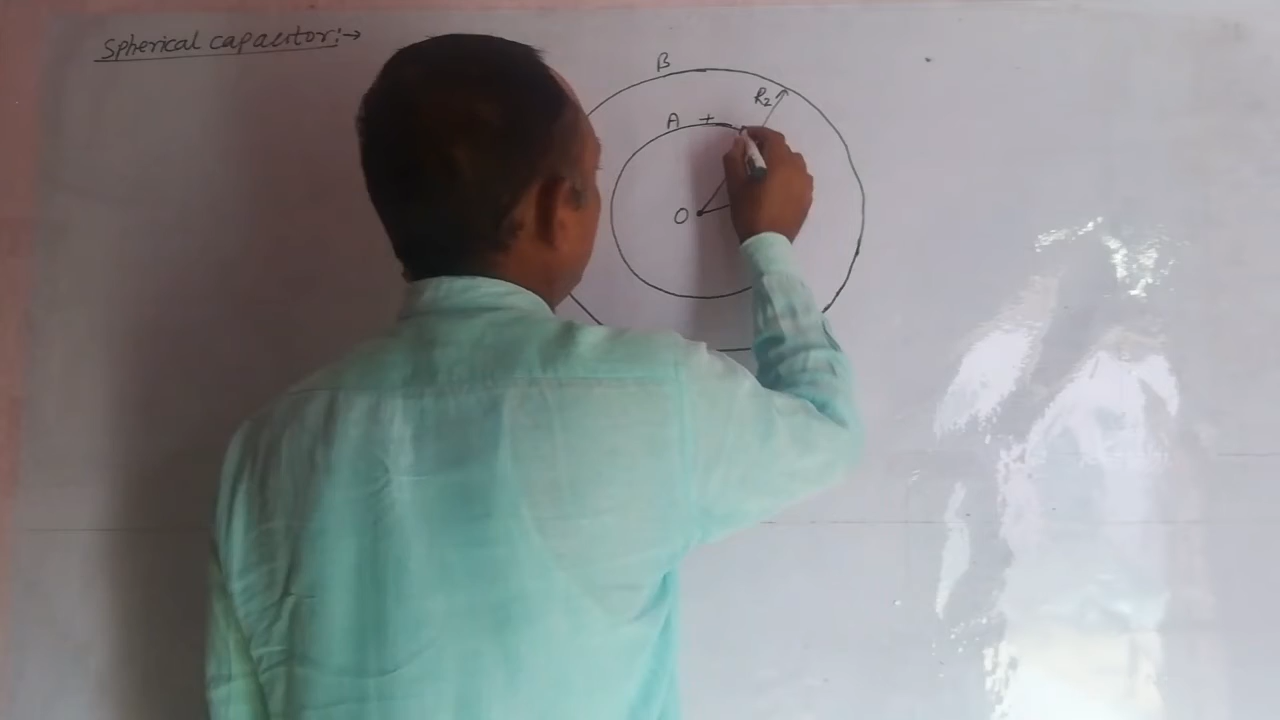 Spherical capacitor:→
B
R2
A +
O